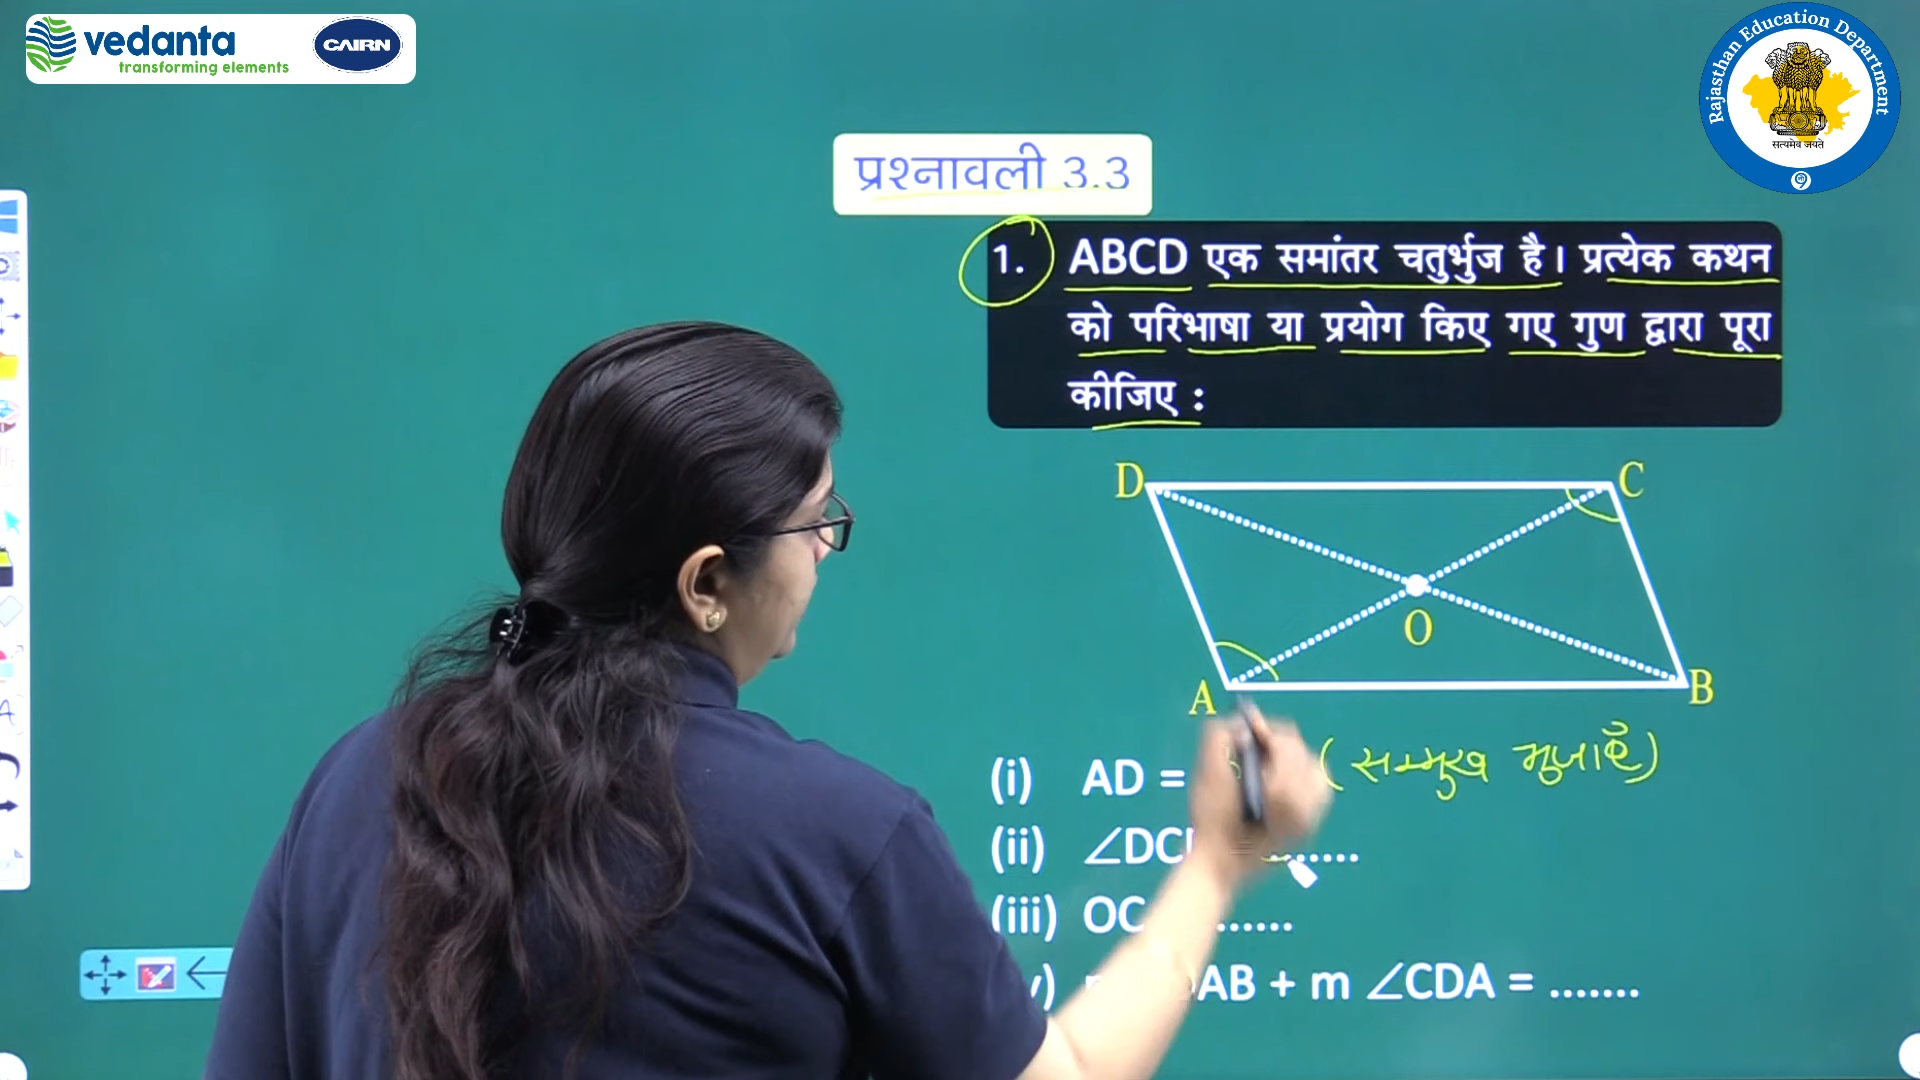 vedanta
transforming elements
CAIRN
Rajasthan Education Department
सत्यमेव जयते
प्रश्नावली 3.3
1. ABCD एक समांतर चतुर्भुज है। प्रत्येक कथन
को परिभाषा या प्रयोग किए गए गुण द्वारा पूरा
कीजिए :
D C
O
A B
(i) AD = (सम्मुख भुजाएँ)
(ii) .......
(iii) OC ......
AB + m ∠CDA = .......